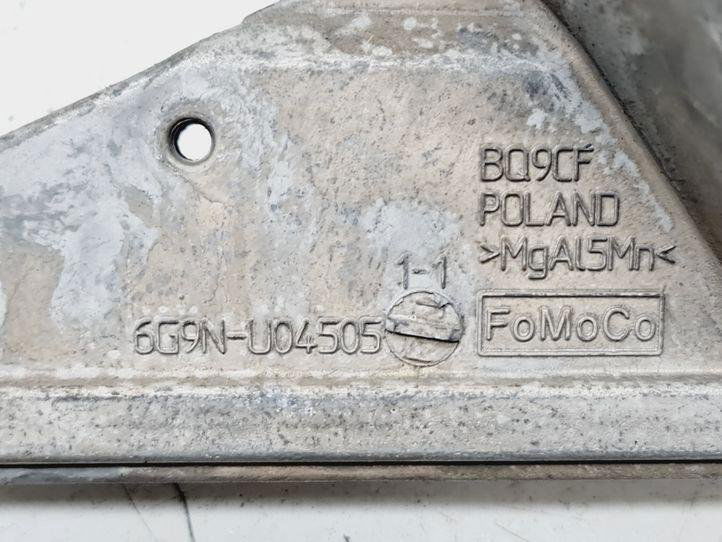 BQ9CF
POLAND
>MgAl5Mn<
1-1
6G9N-U04505
FoMoCo